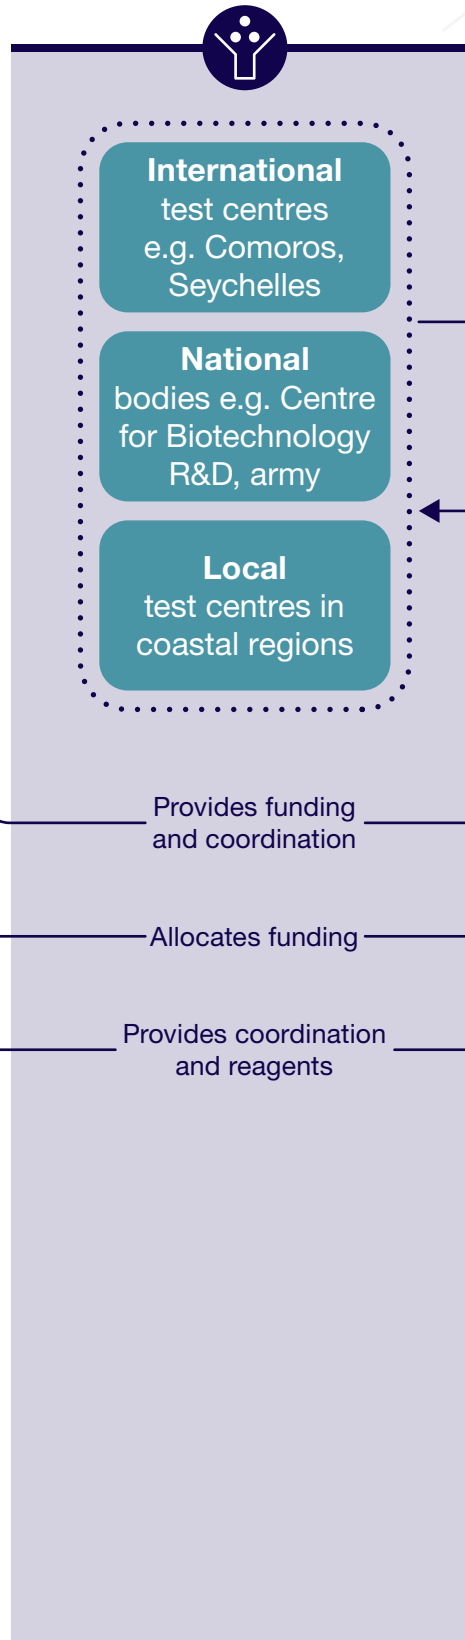 International
test centres
e.g. Comoros,
Seychelles
National
bodies e.g. Centre
for Biotechnology
R&D, army
Local
test centres in
coastal regions
Provides funding
and coordination
Allocates funding
Provides coordination
and reagents